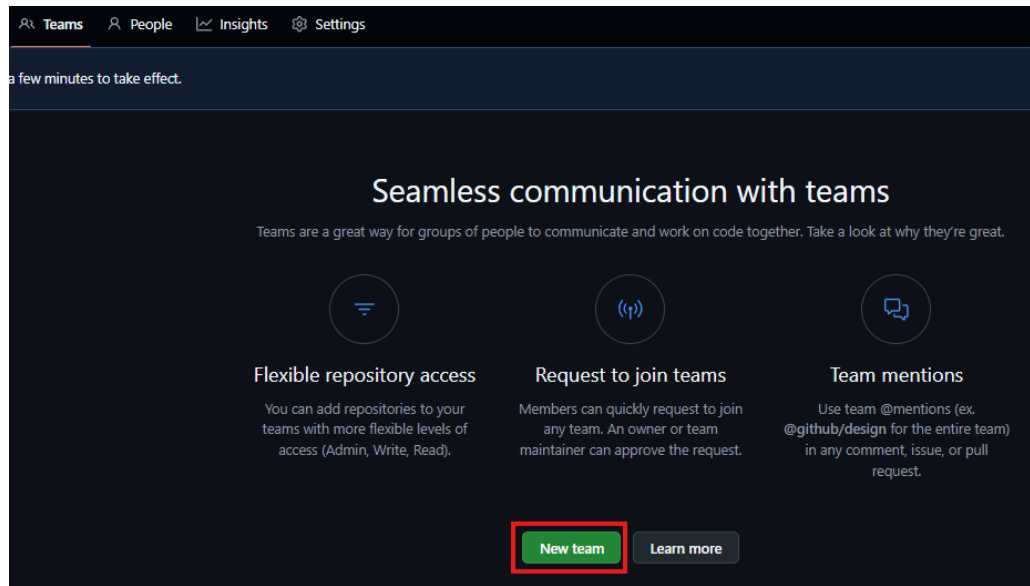 Teams People Insights Settings
a few minutes to take effect.
Seamless communication with teams
Teams are a great way for groups of people to communicate and work on code together. Take a look at why they're great.
Flexible repository access
You can add repositories to your
teams with more flexible levels of
access (Admin, Write, Read).
Request to join teams
Members can quickly request to join
any team. An owner or team
maintainer can approve the request.
Team mentions
Use team @mentions (ex.
@github/design for the entire team)
in any comment, issue, or pull
request.
New team Learn more